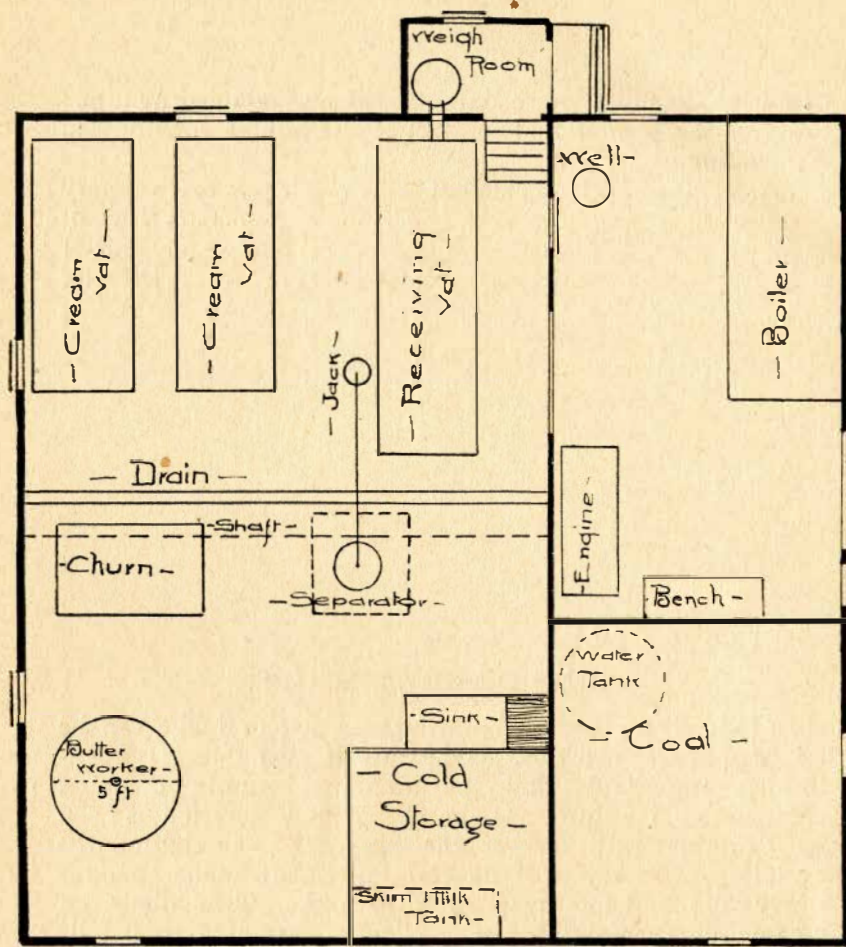 Weigh
Room
Well-
- Cream
vat -
- Cream
vat -
- Receiving
vat -
- Boiler -
- Jack -
- Drain -
- Shaft -
- Engine -
- Churn -
- Separator -
- Bench -
Water
Tank
- Sink -
- Coal -
- Butter
worker -
5 ft
- Cold
Storage -
Skim Milk
Tank -